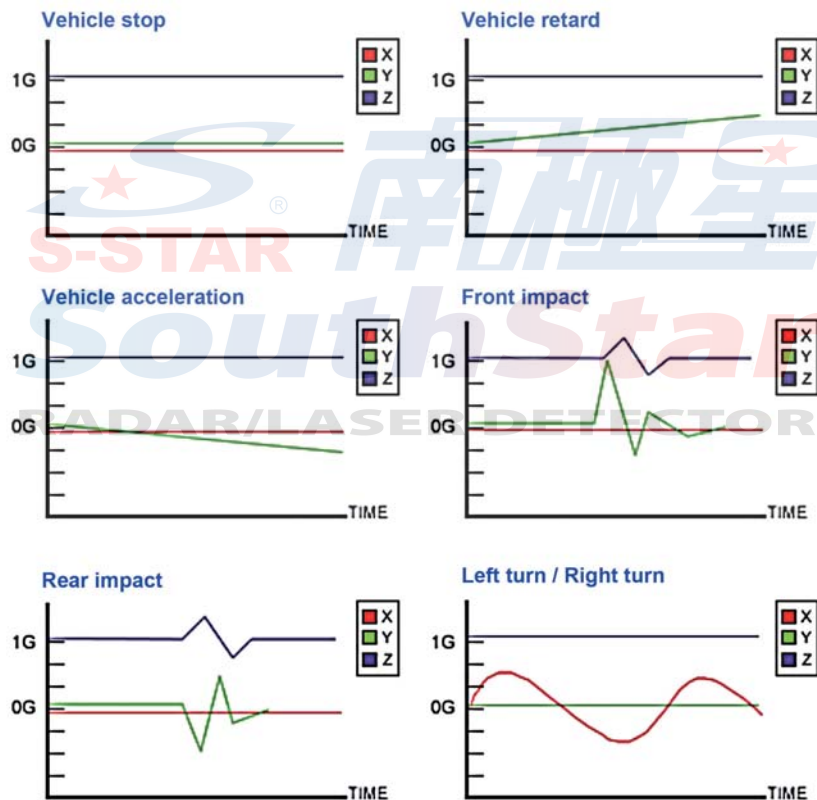 Vehicle stop
X
Y
Z
1G
0G
TIME
Vehicle retard
X
Y
Z
1G
0G
TIME
南極星
®
S-STAR
Vehicle acceleration
X
Y
Z
1G
0G
TIME
Front impact
X
Y
Z
1G
0G
TIME
SouthStar
RADAR/LASER DETECTOR
Rear impact
X
Y
Z
1G
0G
TIME
Left turn / Right turn
X
Y
Z
1G
0G
TIME